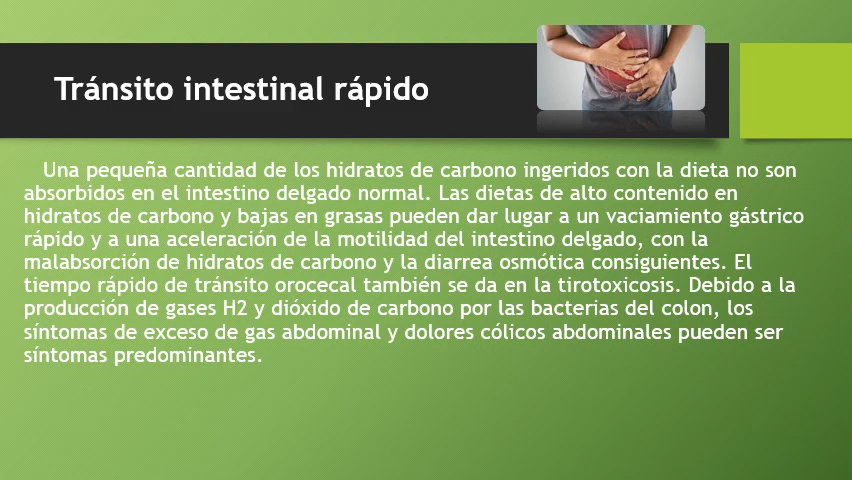 Tránsito intestinal rápido
Una pequeña cantidad de los hidratos de carbono ingeridos con la dieta no son
absorbidos en el intestino delgado normal. Las dietas de alto contenido en
hidratos de carbono y bajas en grasas pueden dar lugar a un vaciamiento gástrico
rápido y a una aceleración de la motilidad del intestino delgado, con la
malabsorción de hidratos de carbono y la diarrea osmótica consiguientes. El
tiempo rápido de tránsito orocecal también se da en la tirotoxicosis. Debido a la
producción de gases H2 y dióxido de carbono por las bacterias del colon, los
síntomas de exceso de gas abdominal y dolores cólicos abdominales pueden ser
síntomas predominantes.